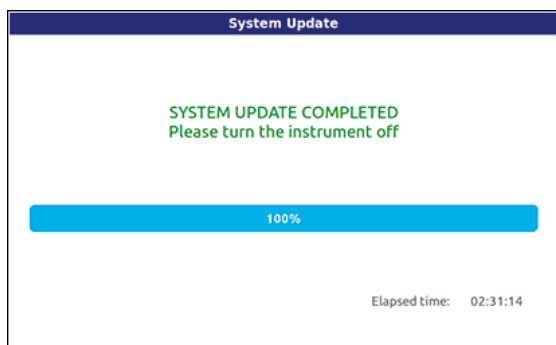 System Update
SYSTEM UPDATE COMPLETED
Please turn the instrument off
100%
Elapsed time: 02:31:14